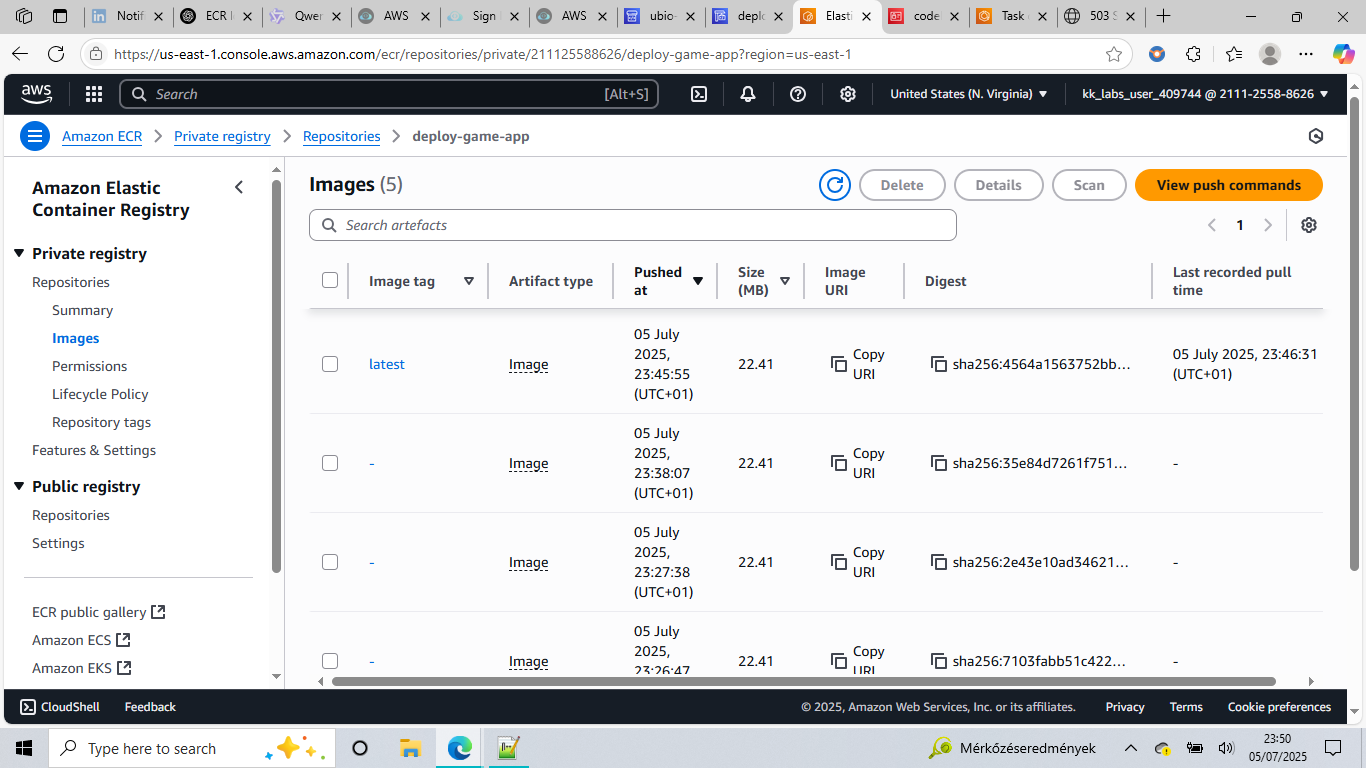 Notif
ECR I
Qwer
AWS
Sign I
AWS
ubio-
deplo
Elasti
code
Task
503 S
https://us-east-1.console.aws.amazon.com/ecr/repositories/private/211125588626/deploy-game-app?region=us-east-1
aws
Search [Alt+S]
United States (N. Virginia)
kk_labs_user_409744 @ 2111-2558-8626
Amazon ECR
Private registry
Repositories
deploy-game-app
Amazon Elastic
Container Registry
Private registry
Repositories
Summary
Images
Permissions
Lifecycle Policy
Repository tags
Features & Settings
Public registry
Repositories
Settings
ECR public gallery
Amazon ECS
Amazon EKS
Images (5)
Delete
Details
Scan
View push commands
Search artefacts
1
Image tag
Artifact type
Pushed
at
Size
(MB)
Image
URI
Digest
Last recorded pull
time
latest
Image
05 July
2025,
23:45:55
(UTC+01)
22.41
Copy
URI
sha256:4564a1563752bb...
05 July 2025, 23:46:31
(UTC+01)
-
Image
05 July
2025,
23:38:07
(UTC+01)
22.41
Copy
URI
sha256:35e84d7261f751...
-
-
Image
05 July
2025,
23:27:38
(UTC+01)
22.41
Copy
URI
sha256:2e43e10ad34621...
-
-
Image
05 July
2025,
23:26:47
22.41
Copy
URI
sha256:7103fabb51c422...
-
CloudShell
Feedback
© 2025, Amazon Web Services, Inc. or its affiliates.
Privacy
Terms
Cookie preferences
Type here to search
Mérkőzéseredmények
23:50
05/07/2025